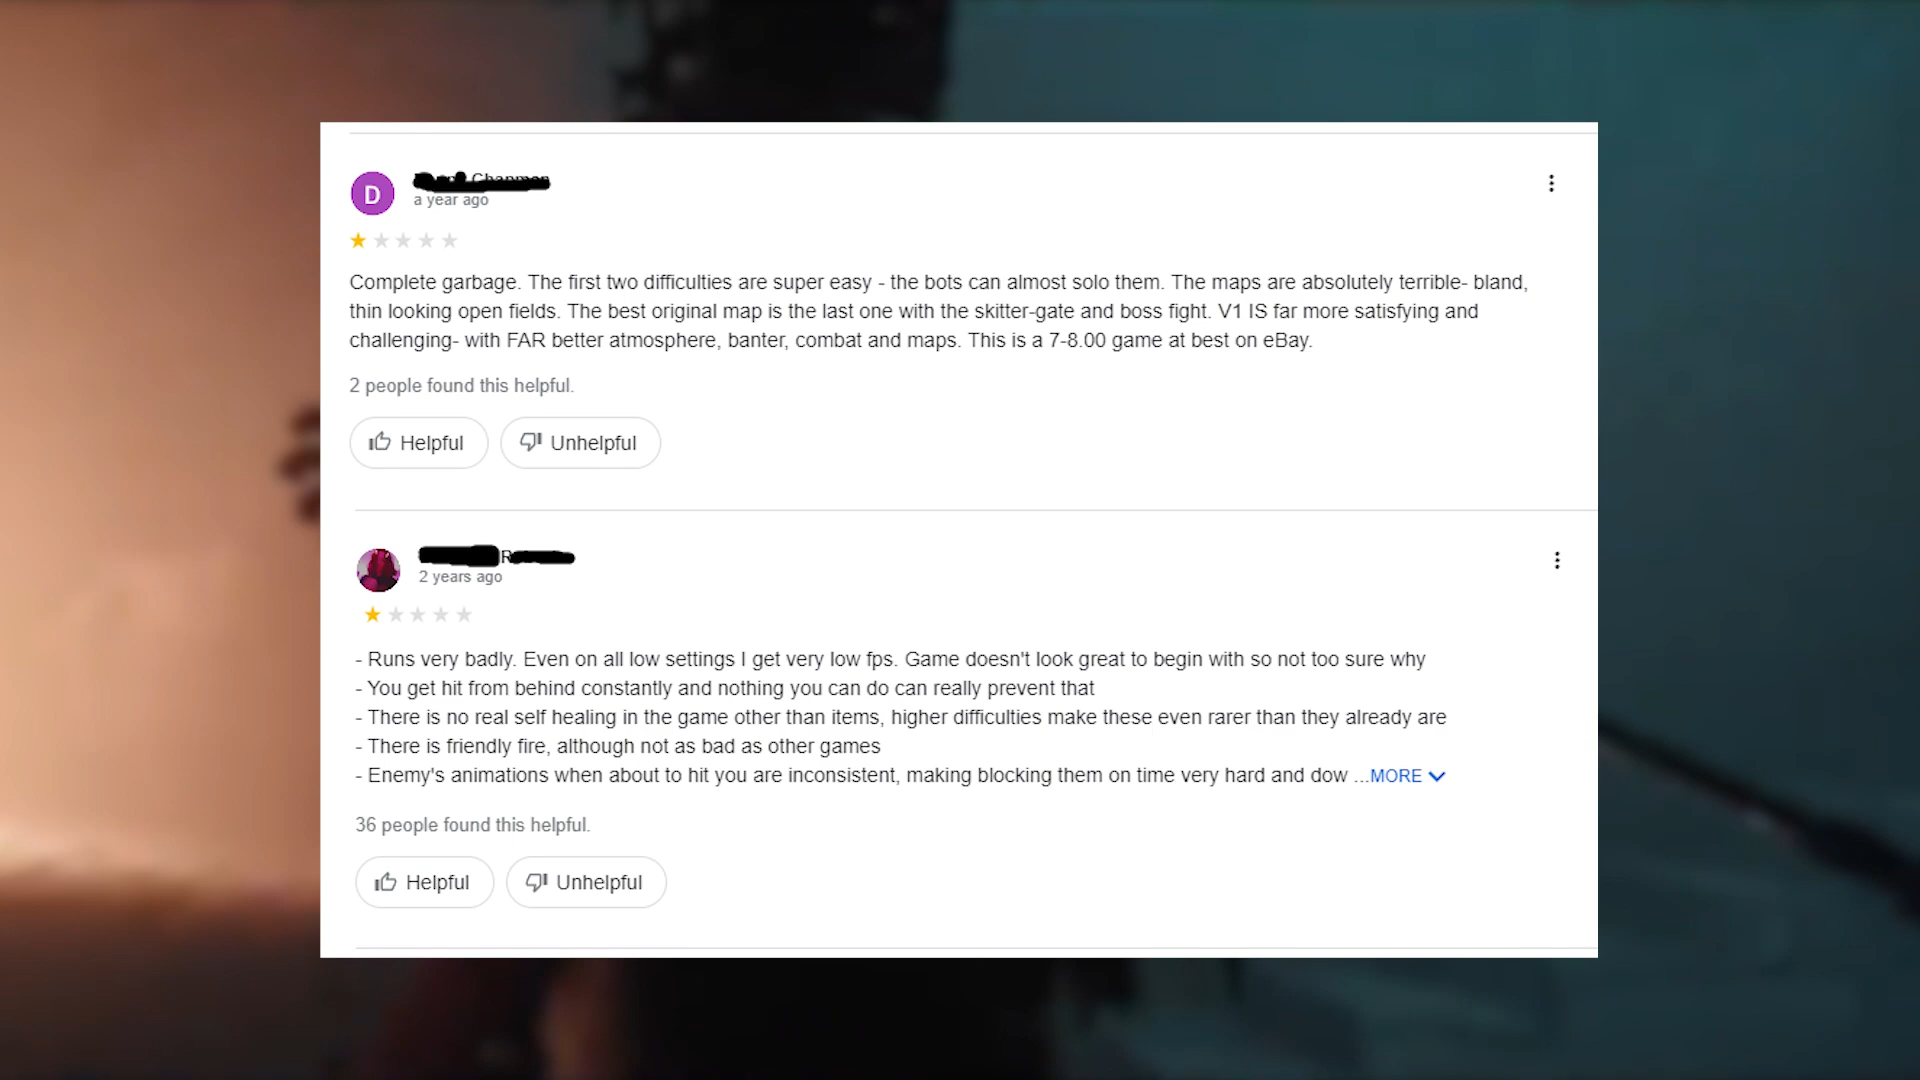 D
a year ago
Complete garbage. The first two difficulties are super easy - the bots can almost solo them. The maps are absolutely terrible- bland,
thin looking open fields. The best original map is the last one with the skitter-gate and boss fight. V1 IS far more satisfying and
challenging- with FAR better atmosphere, banter, combat and maps. This is a 7-8.00 game at best on eBay.
2 people found this helpful.
Helpful
Unhelpful
2 years ago
- Runs very badly. Even on all low settings I get very low fps. Game doesn't look great to begin with so not too sure why
- You get hit from behind constantly and nothing you can do can really prevent that
- There is no real self healing in the game other than items, higher difficulties make these even rarer than they already are
- There is friendly fire, although not as bad as other games
- Enemy's animations when about to hit you are inconsistent, making blocking them on time very hard and dow ...MORE
36 people found this helpful.
Helpful
Unhelpful